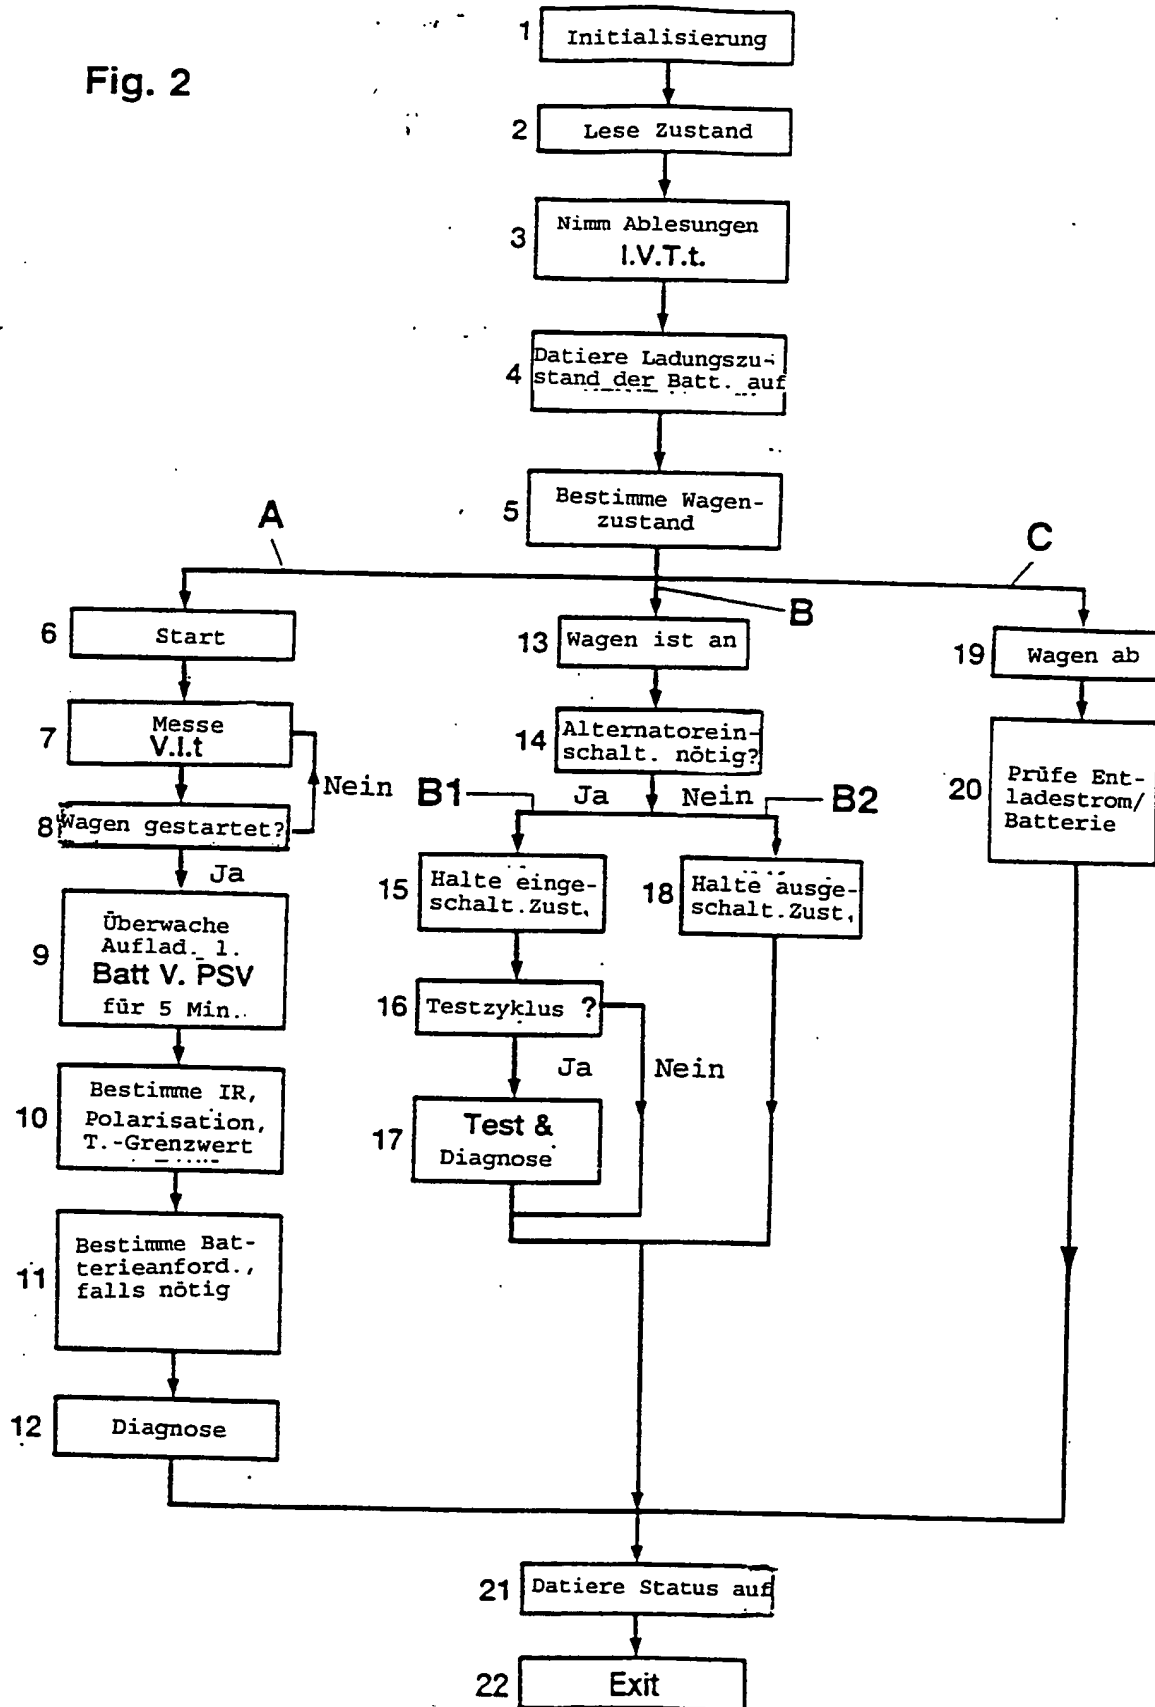 Fig. 2
1
Initialisierung
2
Lese Zustand
3
Nimm Ablesungen
I.V.T.t.
4
Datiere Ladungszu-
stand der Batt. auf
5
Bestimme Wagen-
zustand
A
B
C
6
Start
7
Messe
V.I.t
Nein
8
Wagen gestartet?
Ja
9
Überwache
Auflad. l.
Batt V. PSV
für 5 Min.
10
Bestimme IR,
Polarisation,
T.-Grenzwert
11
Bestimme Bat-
terieanford.,
falls nötig
12
Diagnose
13
Wagen ist an
14
Alternatorein-
schalt. nötig?
B1
Ja
Nein
B2
15
Halte einge-
schalt.Zust.
16
Testzyklus ?
Ja
Nein
17
Test &
Diagnose
18
Halte ausge-
schalt.Zust.
19
Wagen ab
20
Prüfe Ent-
ladestrom/
Batterie
21
Datiere Status auf
22
Exit